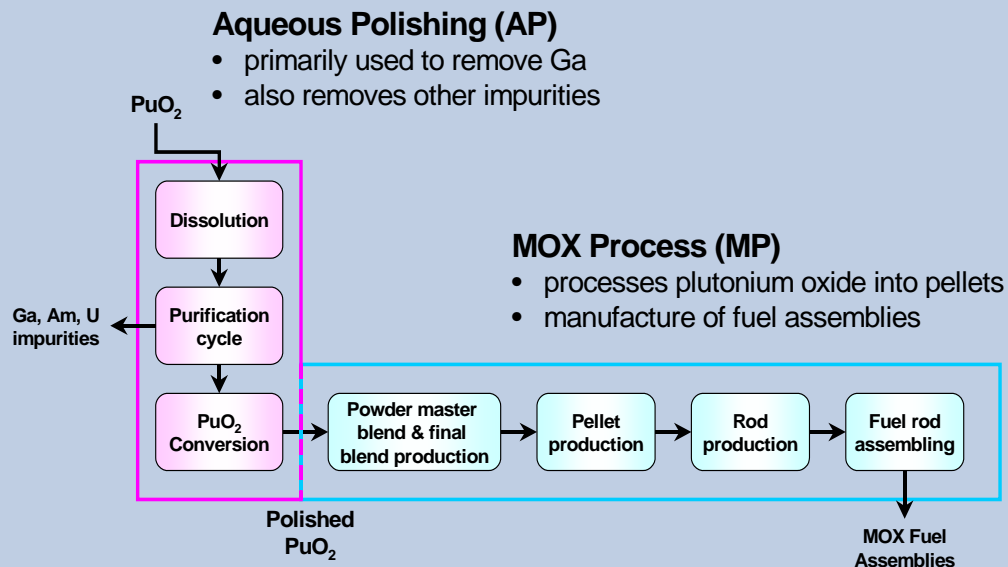 Aqueous Polishing (AP)
• primarily used to remove Ga
• also removes other impurities
PuO₂
Dissolution
MOX Process (MP)
• processes plutonium oxide into pellets
• manufacture of fuel assemblies
Ga, Am, U
impurities
Purification
cycle
PuO₂
Conversion
Powder master
blend & final
blend production
Pellet
production
Rod
production
Fuel rod
assembling
Polished
PuO₂
MOX Fuel
Assemblies